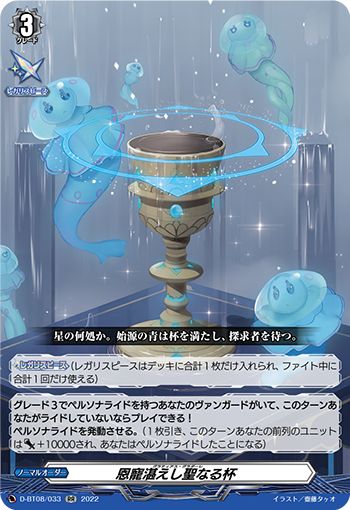 3
グレード
レガリスピース
星の何処か。始源の青は杯を満たし、探求者を待つ。
レガリスピース (レガリスピースはデッキに合計1枚だけ入れられ、ファイト中に
合計1回だけ使える)
グレード3でペルソナライドを持つあなたのヴァンガードがいて、このターンあ
なたがライドしていないならプレイできる!
ペルソナライドを発動させる。(1枚引き、このターンあなたの前列のユニット
は+10000され、あなたはペルソナライドしたことになる)
ノーマルオーダー
恩寵湛えし聖なる杯
D-BT08/033 RR 2022
イラスト/齋藤タケオ